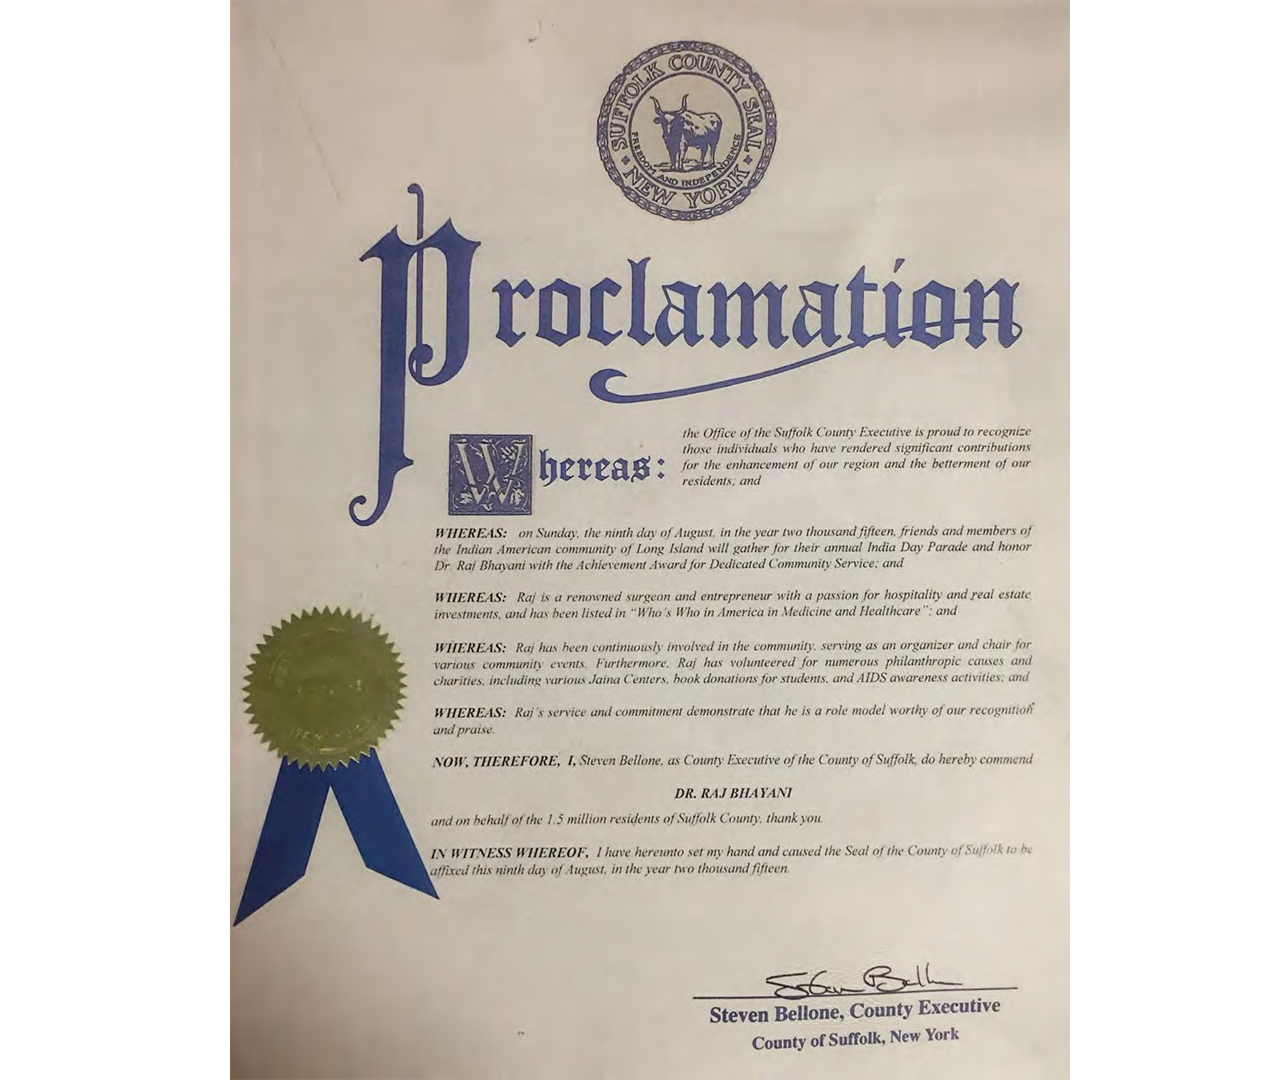 SUFFOLK COUNTY SEAL
FREEDOM AND INDEPENDENCE
NEW YORK
Proclamation
Whereas:
the Office of the Suffolk County Executive is proud to recognize
those individuals who have rendered significant contributions
for the enhancement of our region and the betterment of our
residents; and
WHEREAS: on Sunday, the ninth day of August, in the year two thousand fifteen, friends and members of
the Indian American community of Long Island will gather for their annual India Day Parade and honor
Dr. Raj Bhayani with the Achievement Award for Dedicated Community Service; and
WHEREAS: Raj is a renowned surgeon and entrepreneur with a passion for hospitality and real estate
investments, and has been listed in "Who's Who in America in Medicine and Healthcare"; and
WHEREAS: Raj has been continuously involved in the community, serving as an organizer and chair for
various community events. Furthermore, Raj has volunteered for numerous philanthropic causes and
charities, including various Jaina Centers, book donations for students, and AIDS awareness activities; and
WHEREAS: Raj's service and commitment demonstrate that he is a role model worthy of our recognition
and praise.
NOW, THEREFORE, I, Steven Bellone, as County Executive of the County of Suffolk, do hereby commend
DR. RAJ BHAYANI
and on behalf of the 1.5 million residents of Suffolk County, thank you.
IN WITNESS WHEREOF, I have hereunto set my hand and caused the Seal of the County of Suffolk to be
affixed this ninth day of August, in the year two thousand fifteen.
Steven Bellone, County Executive
County of Suffolk, New York